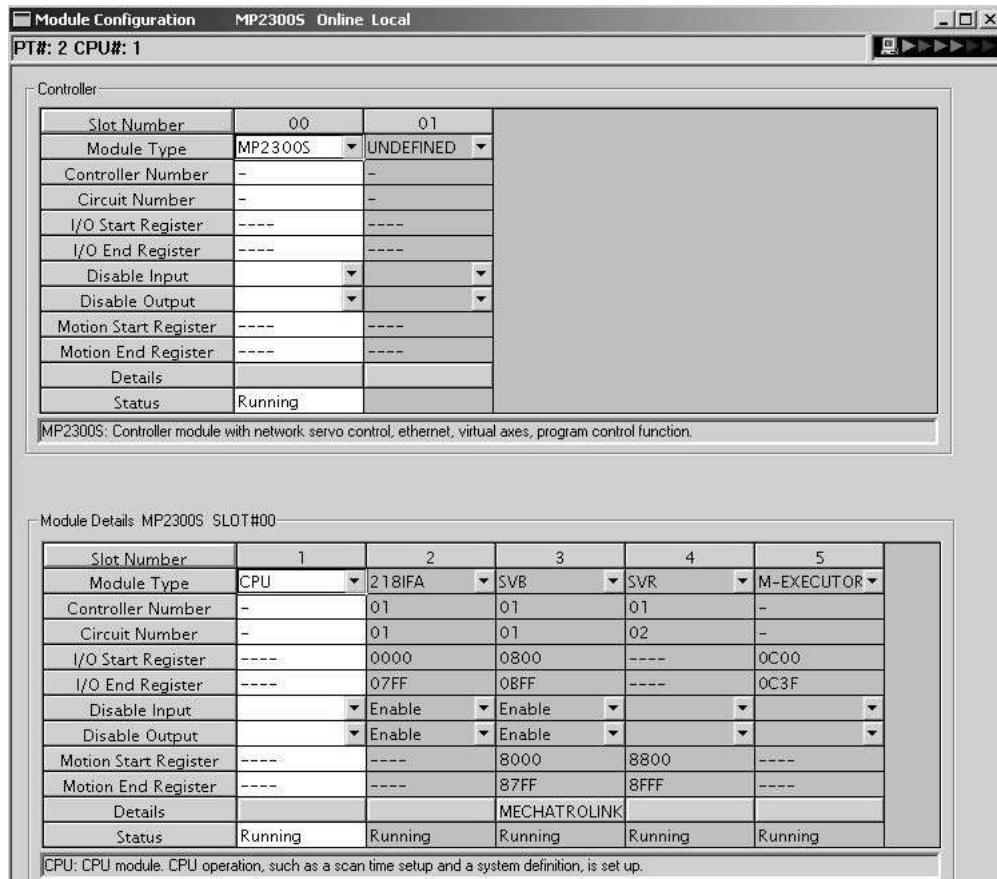 Module Configuration MP2300S Online Local
PT#: 2 CPU#: 1
Controller
Slot Number 00 01
Module Type MP2300S UNDEFINED
Controller Number - -
Circuit Number - -
I/O Start Register ---- ----
I/O End Register ---- ----
Disable Input
Disable Output
Motion Start Register ---- ----
Motion End Register ---- ----
Details
Status Running
MP2300S: Controller module with network servo control, ethernet, virtual axes, program control function.
Module Details MP2300S SLOT#00
Slot Number 1 2 3 4 5
Module Type CPU 218IFA SVB SVR M-EXECUTOR
Controller Number - 01 01 01 -
Circuit Number - 01 01 02 -
I/O Start Register ---- 0000 0800 ---- 0C00
I/O End Register ---- 07FF 0BFF ---- 0C3F
Disable Input Enable Enable
Disable Output Enable Enable
Motion Start Register ---- ---- 8000 8800 ----
Motion End Register ---- ---- 87FF 8FFF ----
Details MECHATROLINK
Status Running Running Running Running Running
CPU: CPU module. CPU operation, such as a scan time setup and a system definition, is set up.